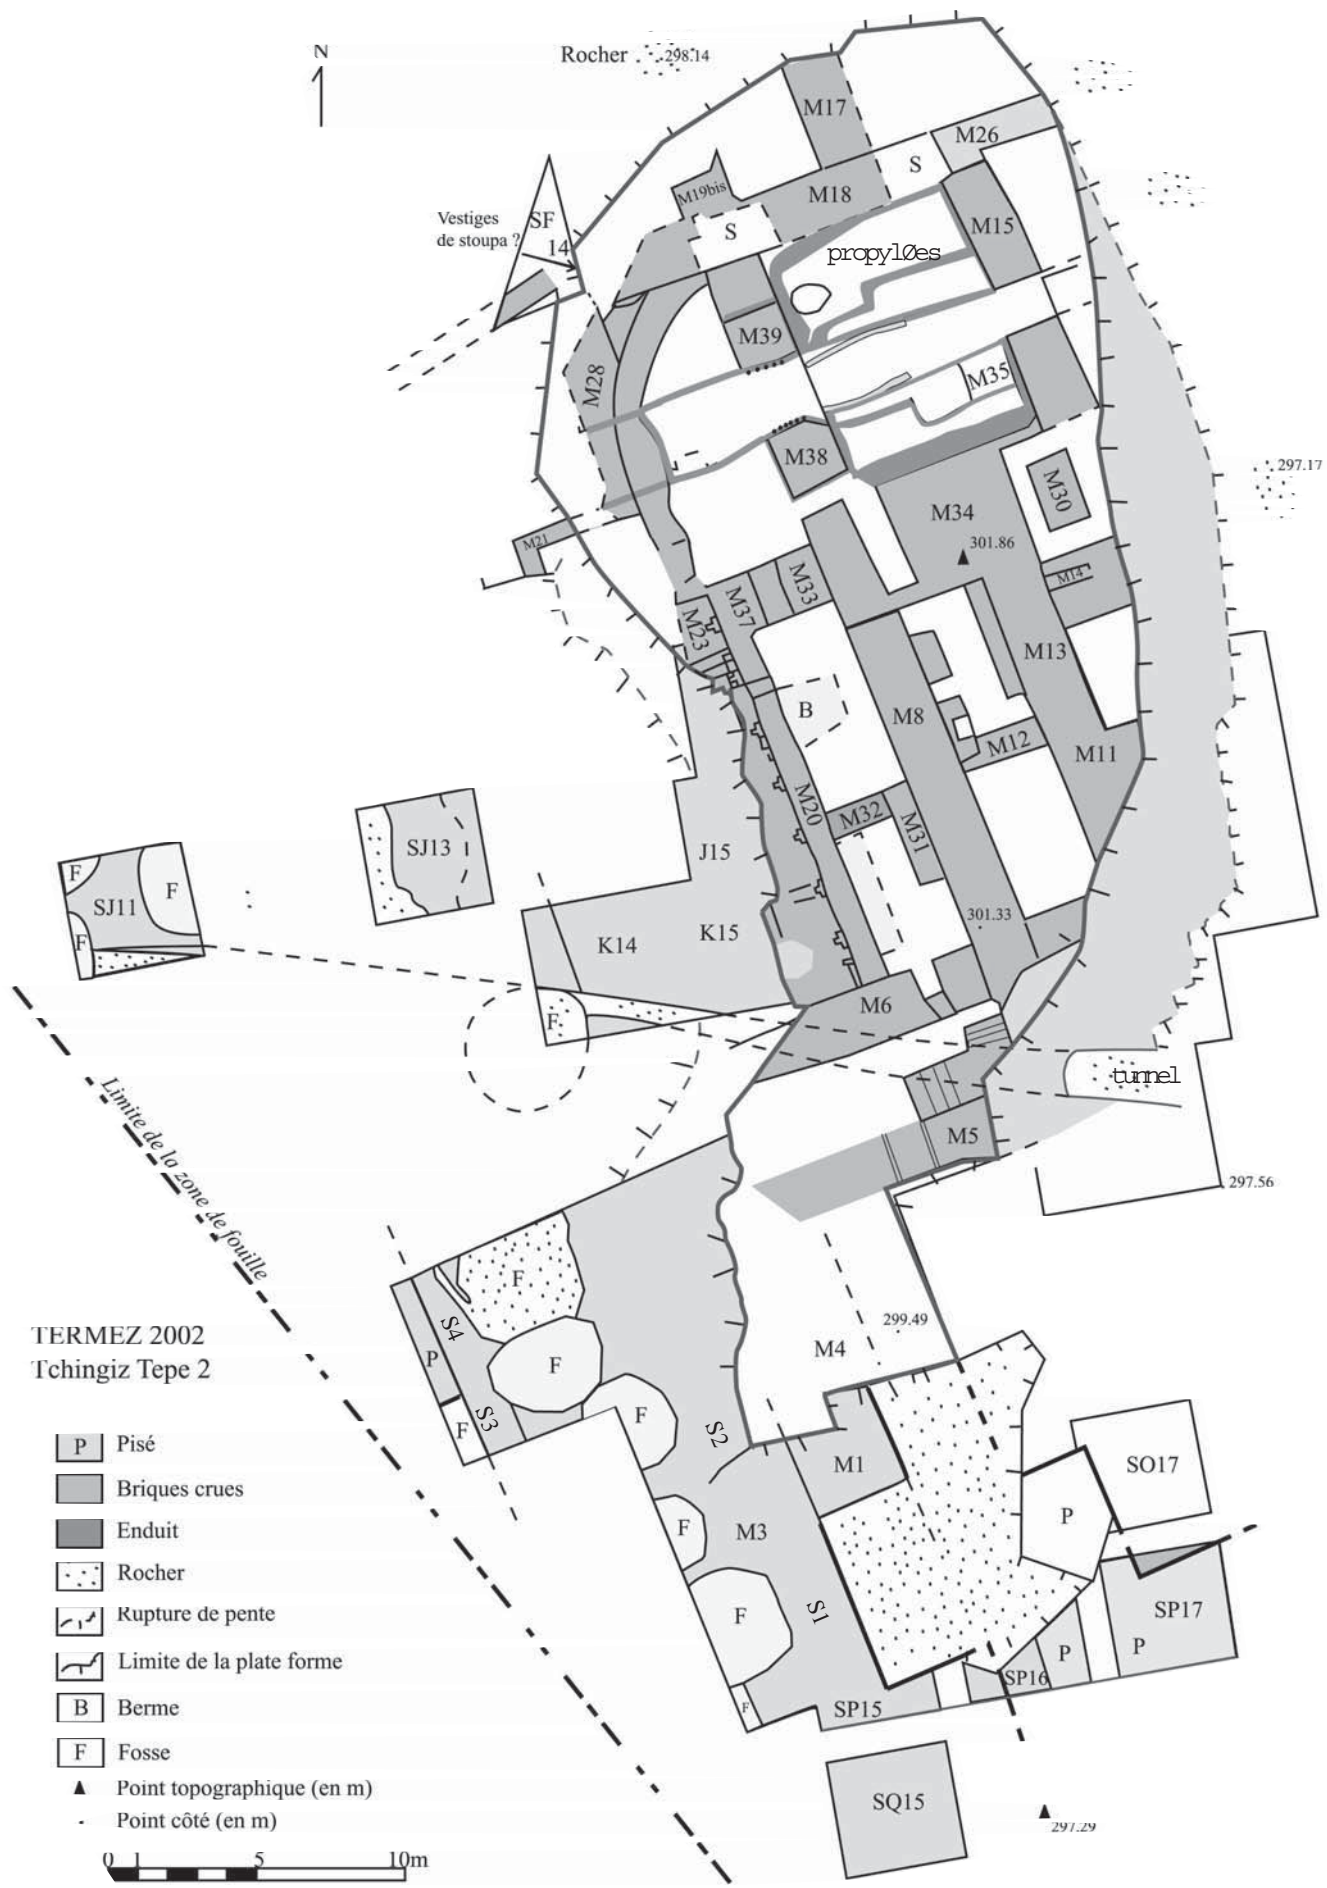 N
Rocher
298.14
M17
M26
S
M19bis
M18
Vestiges
de stoupa ?
SF
14
S
M15
propylØes
M39
M28
M35
M38
297.17
M30
M34
301.86
M21
M14
M33
M37
M23
M13
B
M8
M12
M11
M20
M32
M31
J15
SJ13
SJ11
F
F
F
K14
K15
301.33
F
M6
tunnel
M5
297.56
Limite de la zone de fouille
F
S4
299.49
M4
P
F
S3
F
F
S2
M1
SO17
P
F
M3
F
S1
SP17
P
P
SP16
F
SP15
SQ15
297.29
TERMEZ 2002
Tchingiz Tepe 2
P Pisé
Briques crues
Enduit
Rocher
Rupture de pente
Limite de la plate forme
B Berme
F Fosse
Point topographique (en m)
Point côté (en m)
0 1 5 10m